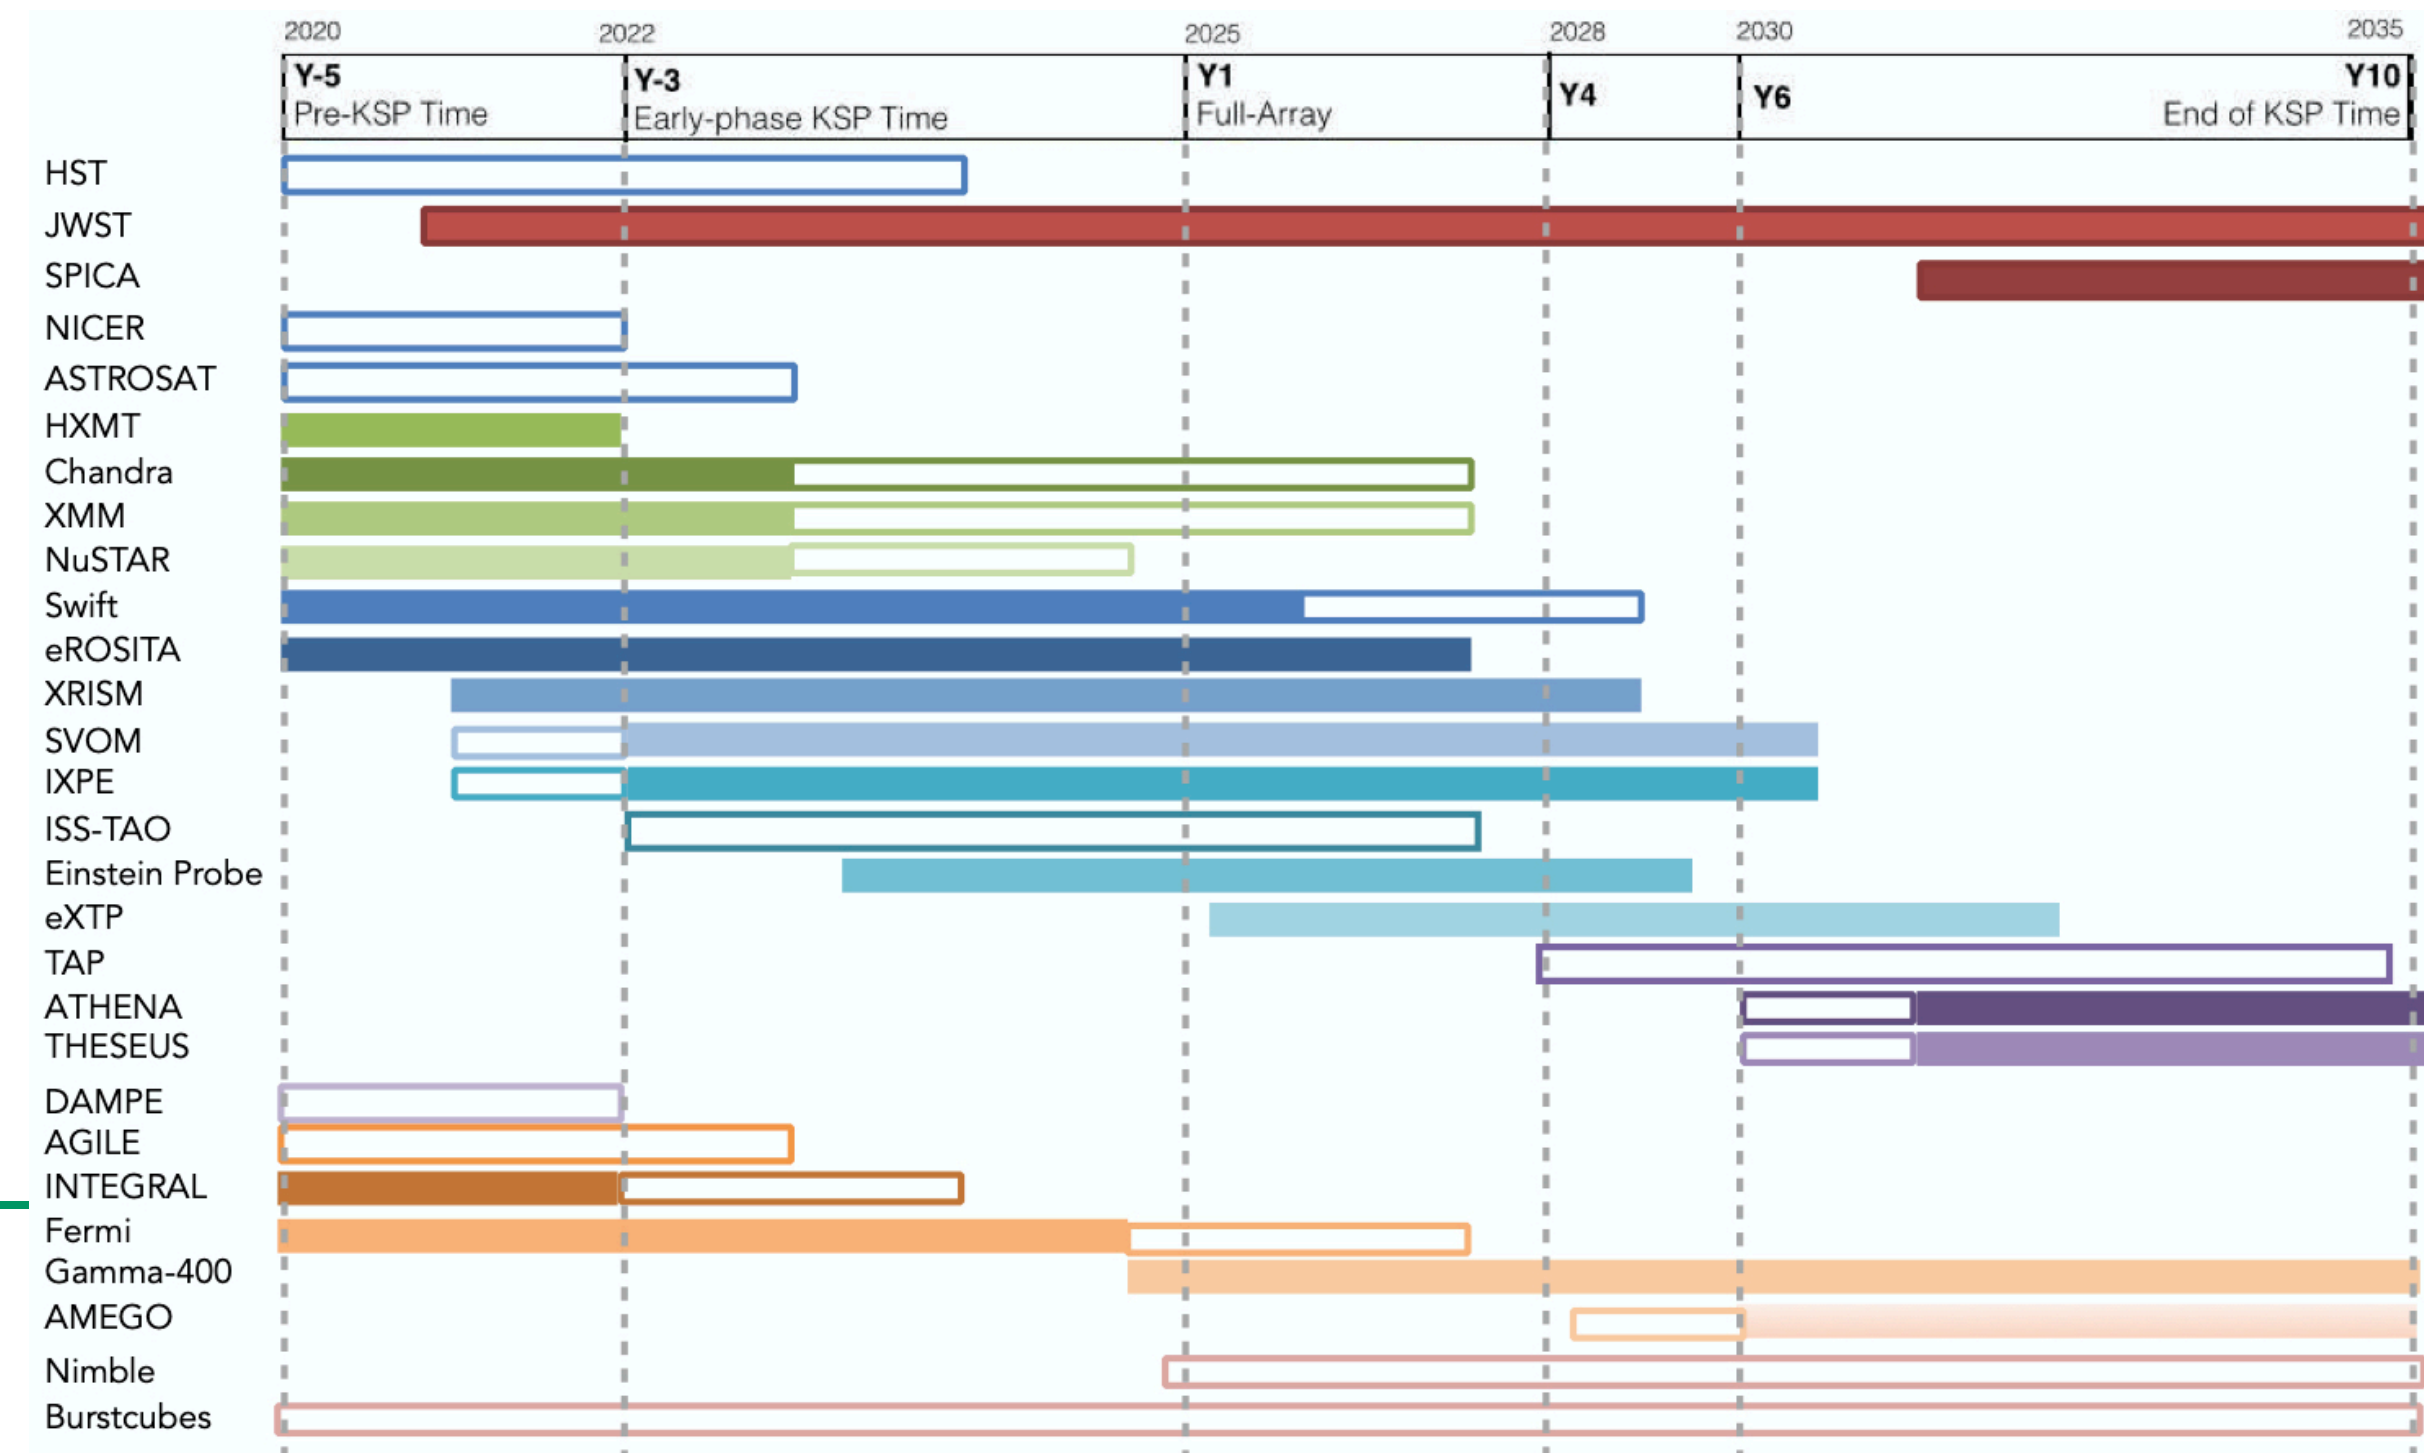 2020 2022 2025 2028 2030 2035
Y-5 Y-3 Y1 Y4 Y6 Y10
Pre-KSP Time Early-phase KSP Time Full-Array End of KSP Time
HST
JWST
SPICA
NICER
ASTROSAT
HXMT
Chandra
XMM
NuSTAR
Swift
eROSITA
XRISM
SVOM
IXPE
ISS-TAO
Einstein Probe
eXTP
TAP
ATHENA
THESEUS
DAMPE
AGILE
INTEGRAL
Fermi
Gamma-400
AMEGO
Nimble
Burstcubes